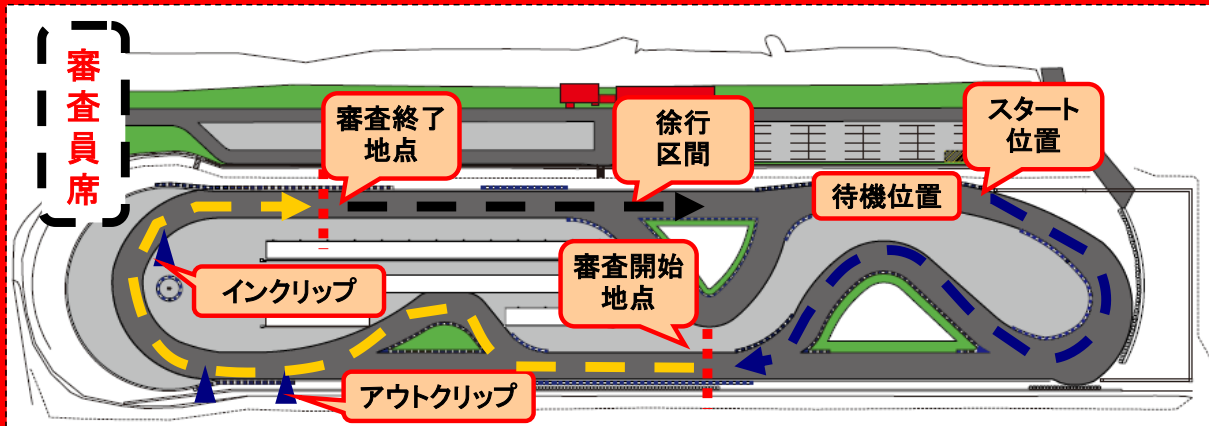 審査員席
審査終了
地点
徐行
区間
スタート
位置
待機位置
審査開始
地点
インクリップ
アウトクリップ